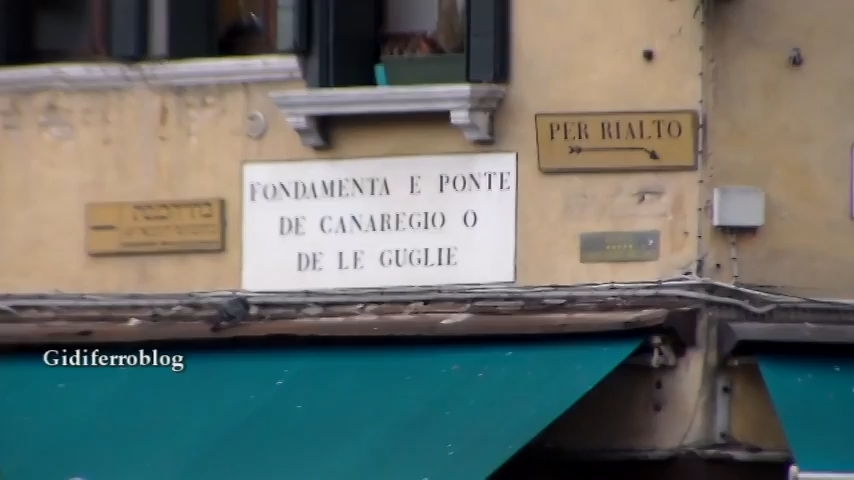 PER RIALTO
FONDAMENTA E PONTE
DE CANAREGIO O
DE LE GUGLIE
Gidiferroblog